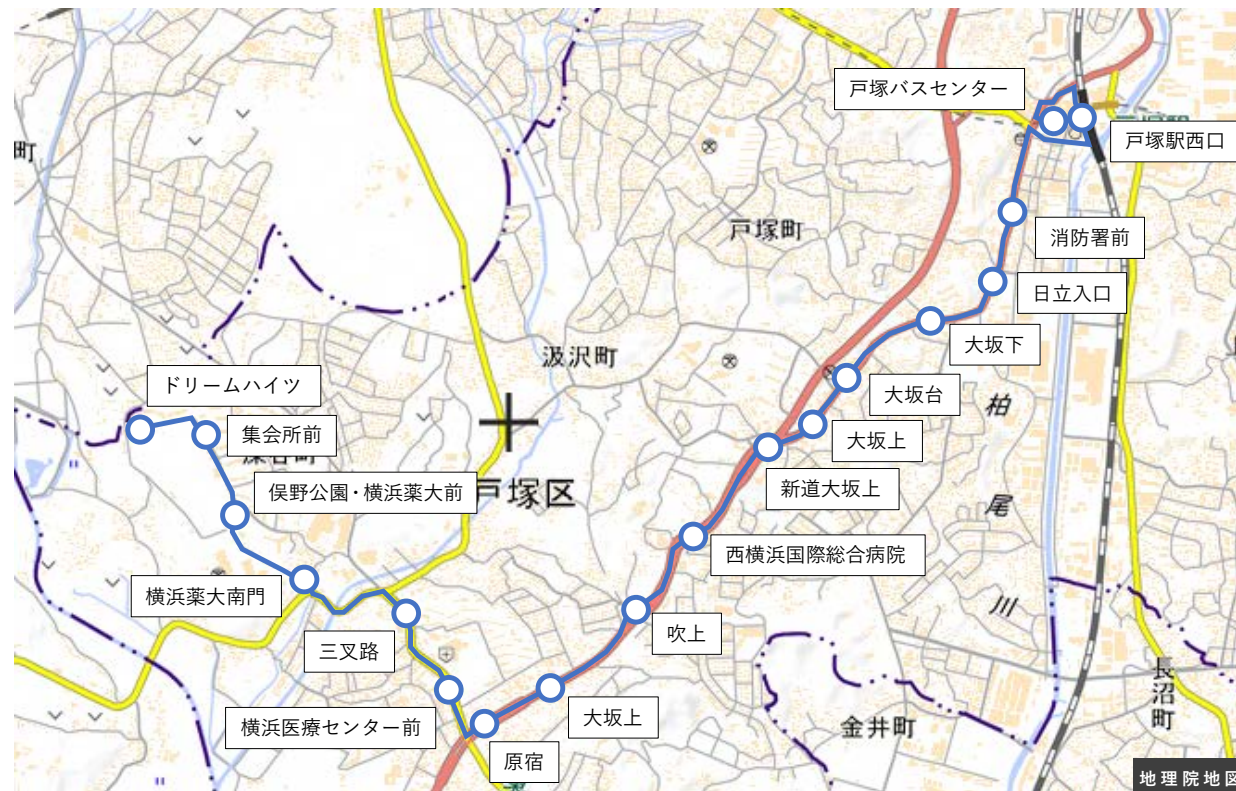 町
戸塚バスセンター
戸塚駅西口
戸塚町
消防署前
日立入口
大坂下
汲沢町
ドリームハイツ
大坂台
柏
集会所前
大坂上
俣野公園・横浜薬大前
戸塚区
新道大坂上
尾
西横浜国際総合病院
横浜薬大南門
川
吹上
三叉路
長沼町
大坂上
横浜医療センター前
金井町
原宿
地理院地図